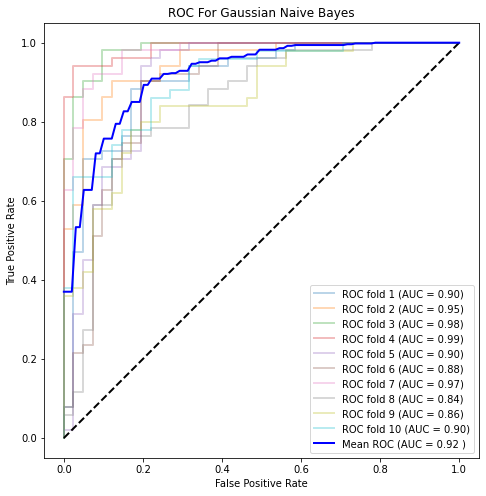 ROC For Gaussian Naive Bayes
1.0
0.8
0.6
0.4
0.2
0.0
True Positive Rate
ROC fold 1 (AUC = 0.90)
ROC fold 2 (AUC = 0.95)
ROC fold 3 (AUC = 0.98)
ROC fold 4 (AUC = 0.99)
ROC fold 5 (AUC = 0.90)
ROC fold 6 (AUC = 0.88)
ROC fold 7 (AUC = 0.97)
ROC fold 8 (AUC = 0.84)
ROC fold 9 (AUC = 0.86)
ROC fold 10 (AUC = 0.90)
Mean ROC (AUC = 0.92 )
0.0 0.2 0.4 0.6 0.8 1.0
False Positive Rate